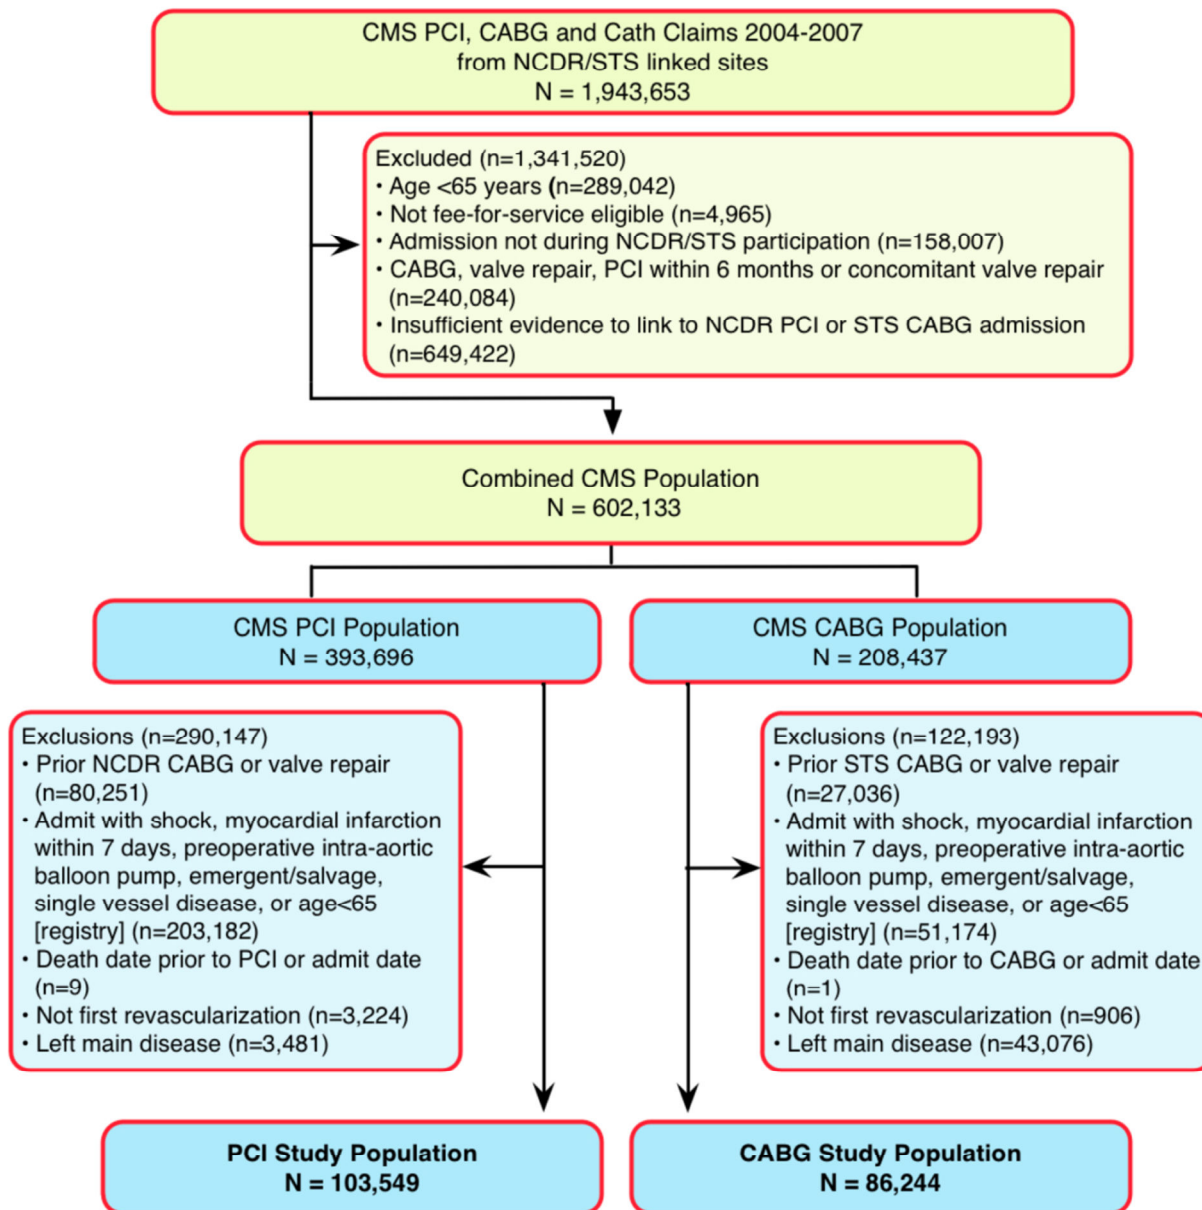 CMS PCI, CABG and Cath Claims 2004-2007
from NCDR/STS linked sites
N = 1,943,653
Excluded (n=1,341,520)
• Age <65 years (n=289,042)
• Not fee-for-service eligible (n=4,965)
• Admission not during NCDR/STS participation (n=158,007)
• CABG, valve repair, PCI within 6 months or concomitant valve repair
(n=240,084)
• Insufficient evidence to link to NCDR PCI or STS CABG admission
(n=649,422)
Combined CMS Population
N = 602,133
CMS PCI Population
N = 393,696
CMS CABG Population
N = 208,437
Exclusions (n=290,147)
• Prior NCDR CABG or valve repair
(n=80,251)
• Admit with shock, myocardial infarction
within 7 days, preoperative intra-aortic
balloon pump, emergent/salvage,
single vessel disease, or age<65
[registry] (n=203,182)
• Death date prior to PCI or admit date
(n=9)
• Not first revascularization (n=3,224)
• Left main disease (n=3,481)
Exclusions (n=122,193)
• Prior STS CABG or valve repair
(n=27,036)
• Admit with shock, myocardial infarction
within 7 days, preoperative intra-aortic
balloon pump, emergent/salvage,
single vessel disease, or age<65
[registry] (n=51,174)
• Death date prior to CABG or admit date
(n=1)
• Not first revascularization (n=906)
• Left main disease (n=43,076)
PCI Study Population
N = 103,549
CABG Study Population
N = 86,244